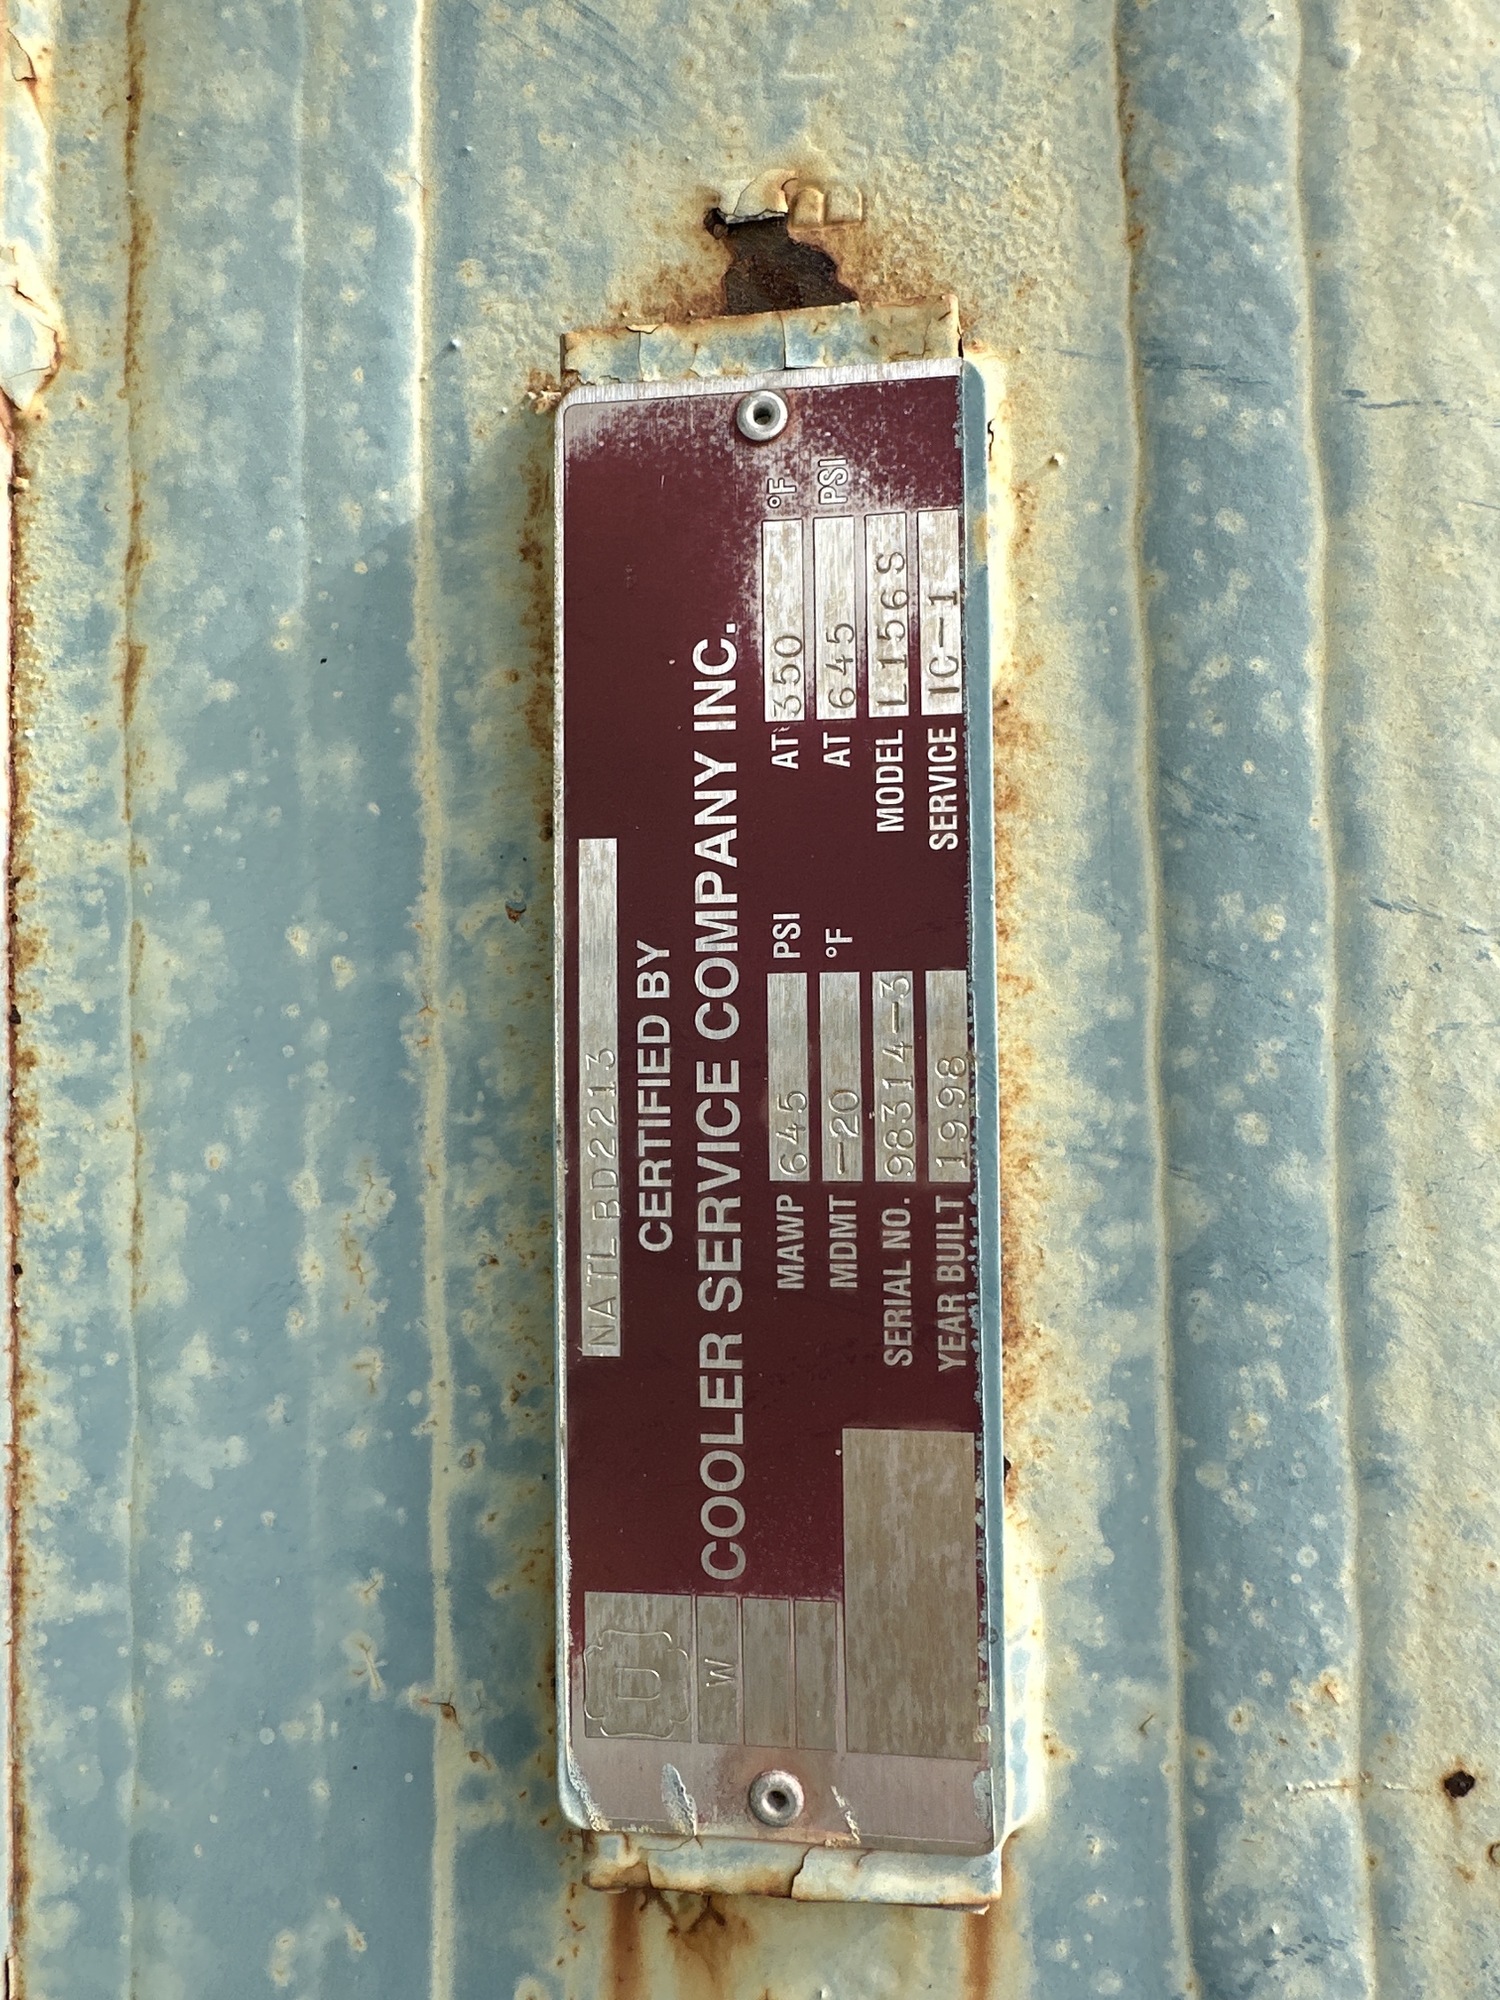 NATL BD 2213
CERTIFIED BY
COOLER SERVICE COMPANY INC.
MAWP 645 PSI AT 350 °F
MDMT -20 °F AT 645 PSI
SERIAL NO. 98314-3 MODEL L156S
YEAR BUILT 1998 SERVICE IC-1
U
W
B